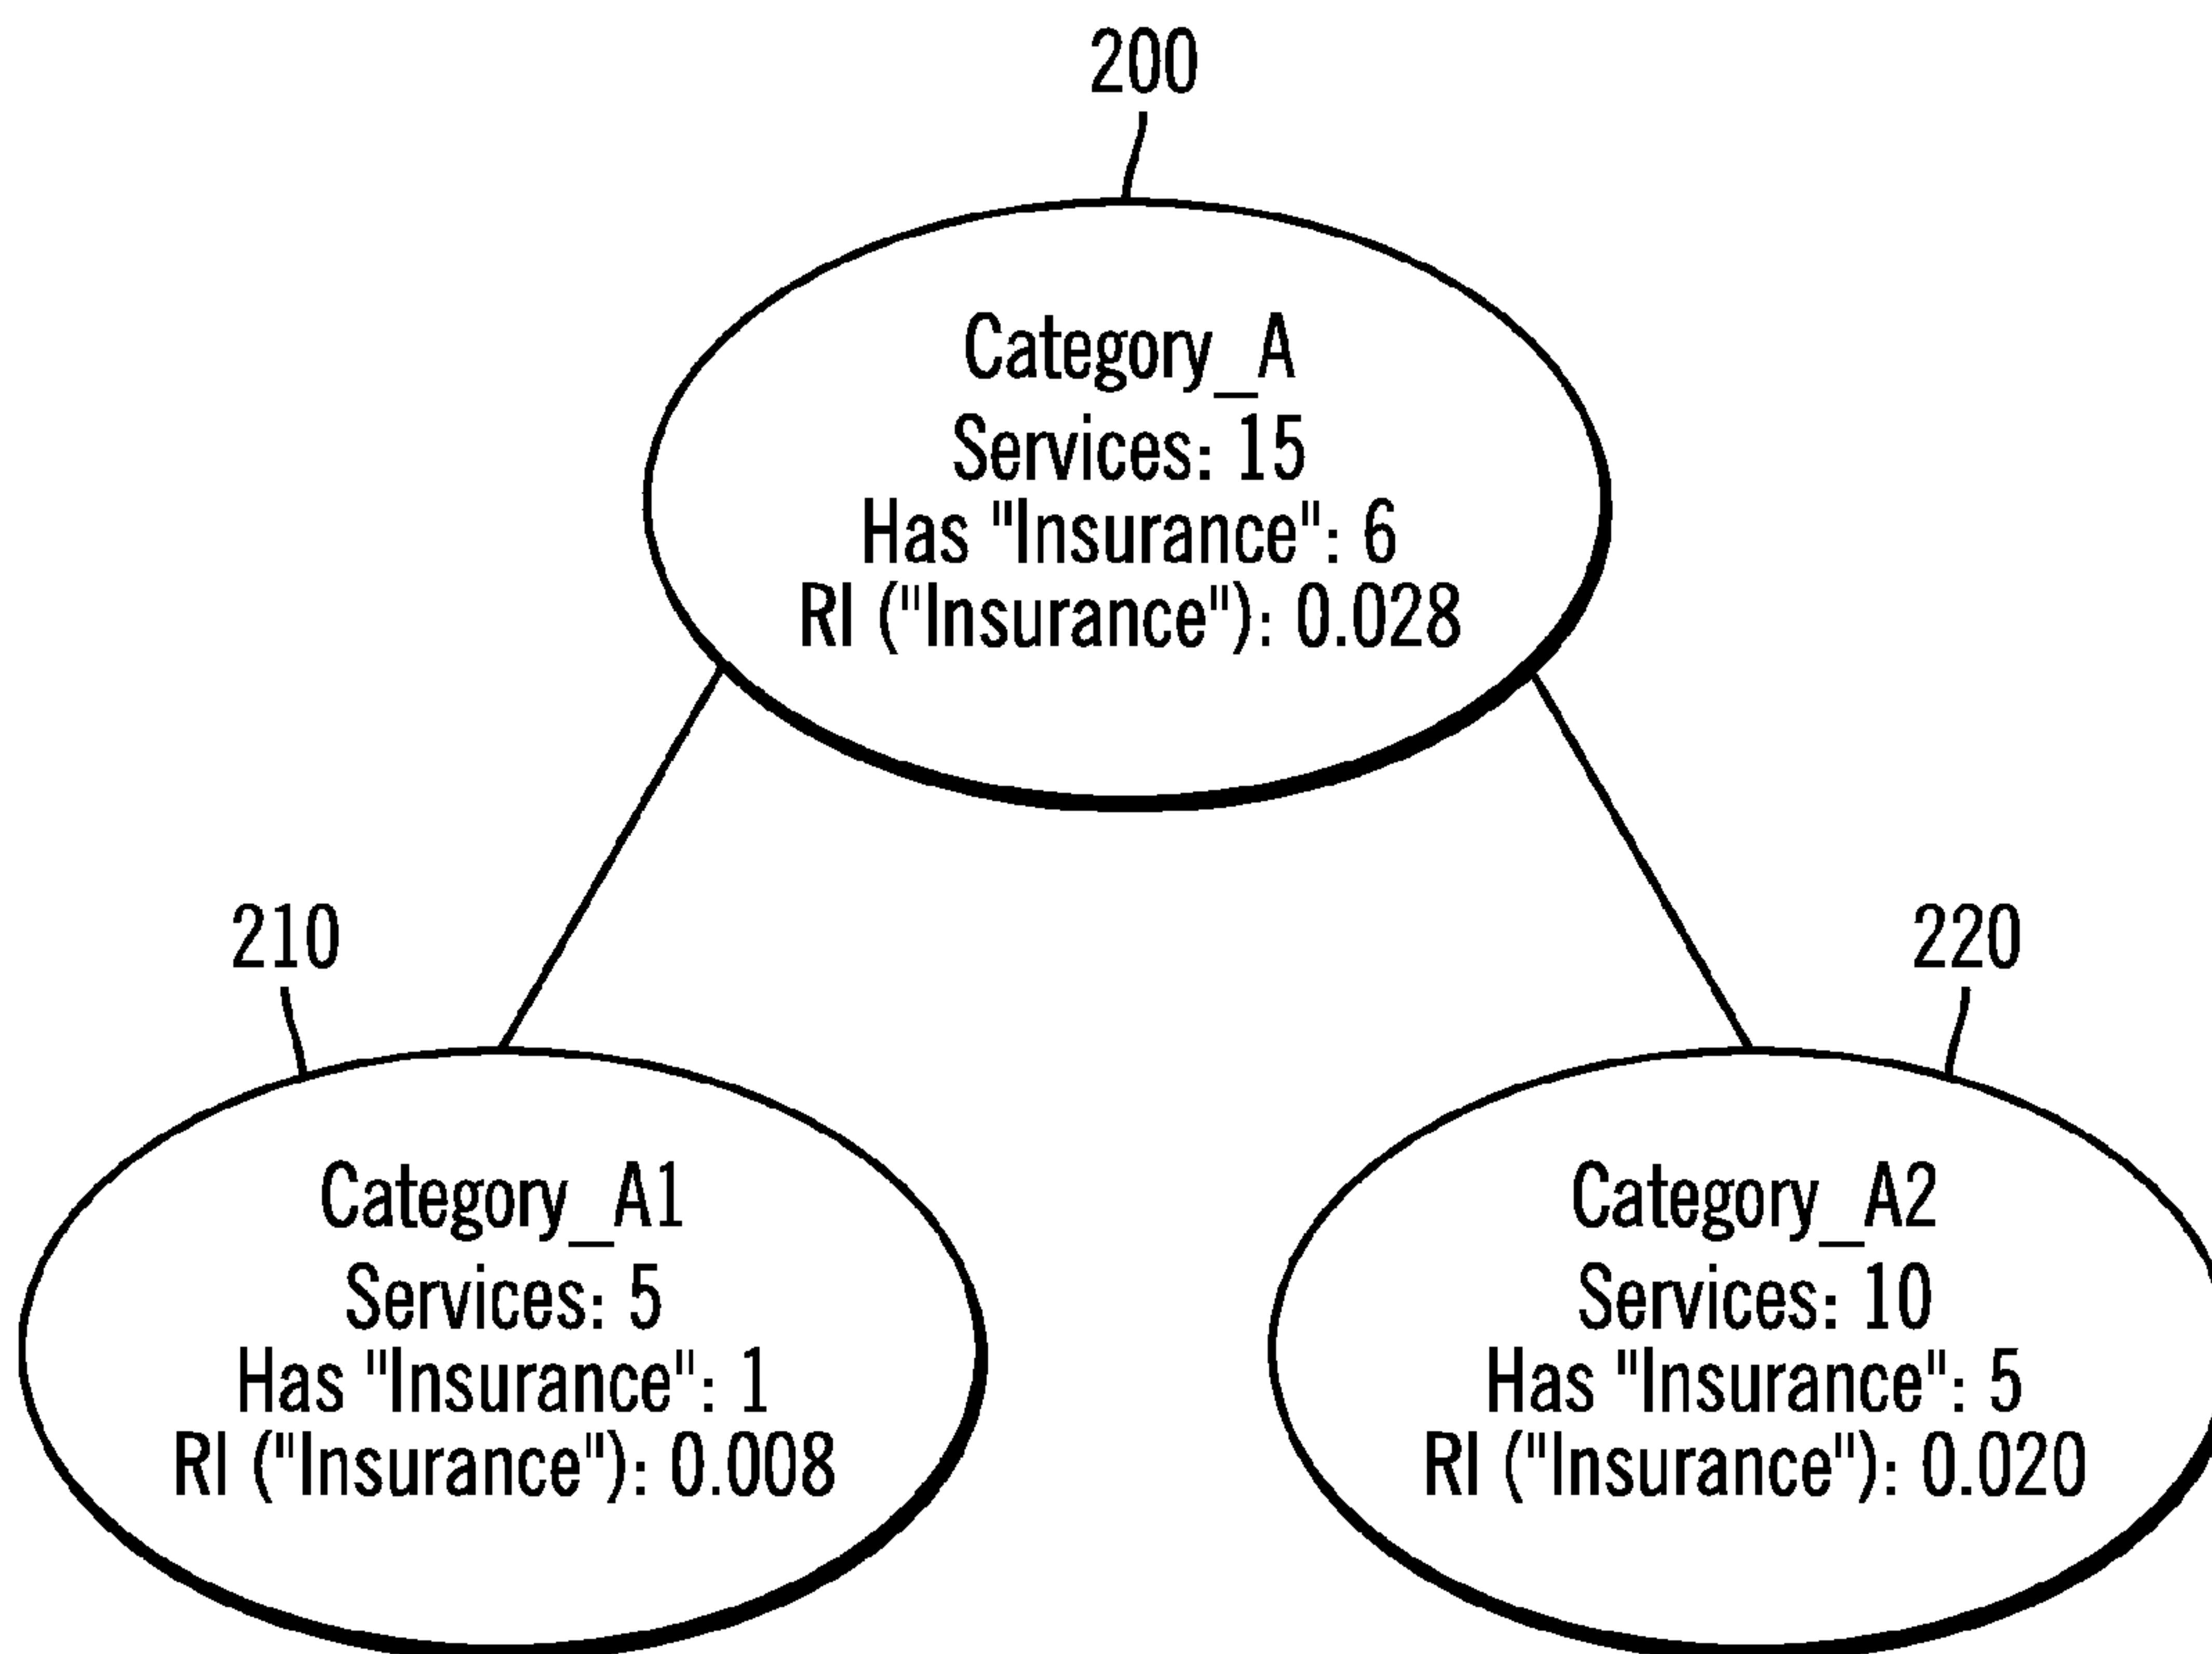 200
Category_A
Services: 15
Has "Insurance": 6
RI ("Insurance"): 0.028
210
220
Category_A1
Services: 5
Has "Insurance": 1
RI ("Insurance"): 0.008
Category_A2
Services: 10
Has "Insurance": 5
RI ("Insurance"): 0.020